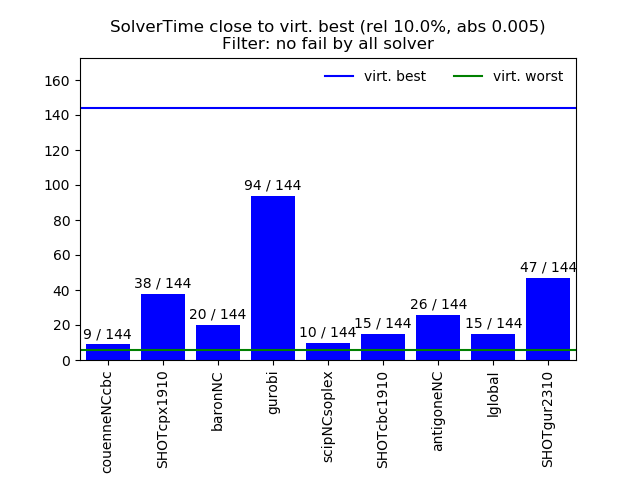 SolverTime close to virt. best (rel 10.0%, abs 0.005)
Filter: no fail by all solver
virt. best
virt. worst
160
140
120
100
80
60
40
20
0
9 / 144
38 / 144
20 / 144
94 / 144
10 / 144
15 / 144
26 / 144
15 / 144
47 / 144
couenneNCcbc
SHOTcpx1910
baronNC
gurobi
scipNCsoplex
SHOTcbc1910
antigoneNC
lglobal
SHOTgur2310